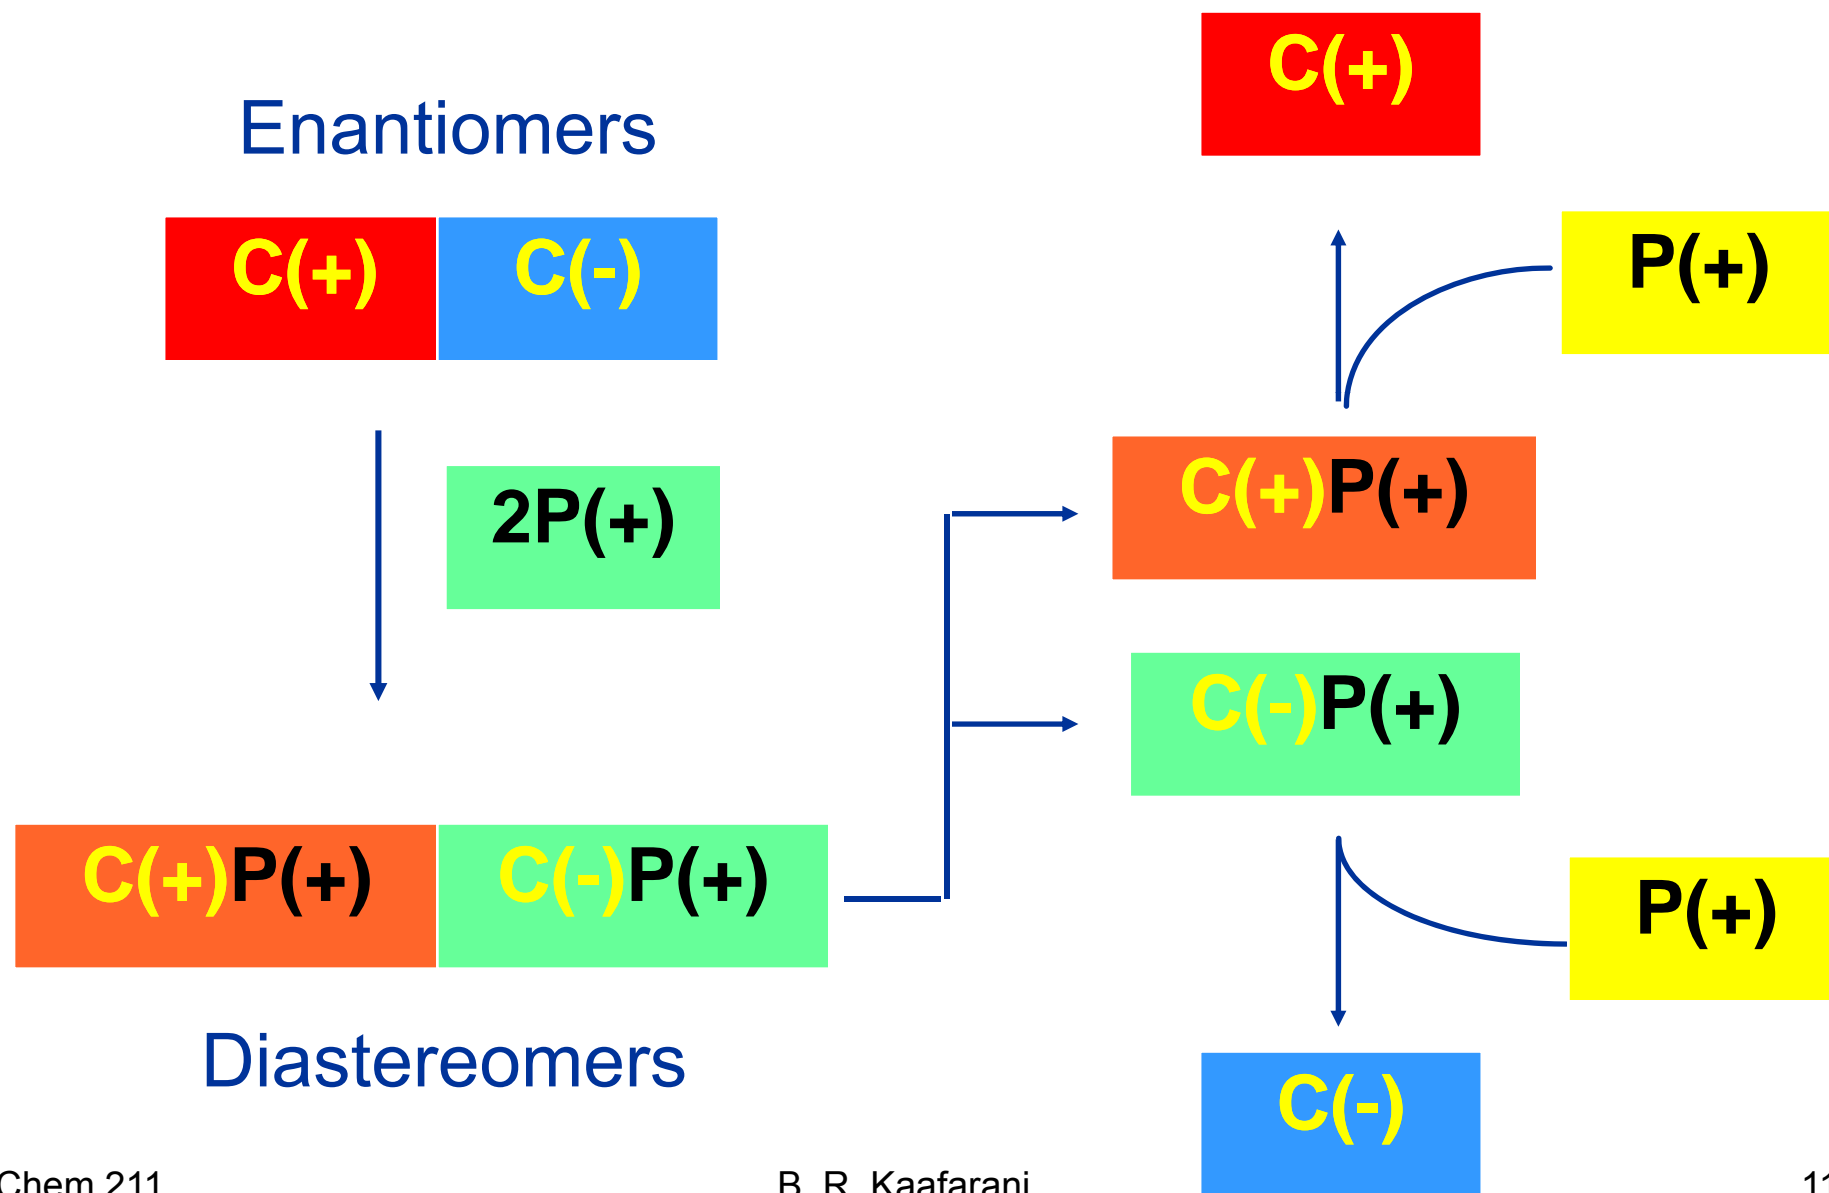 Enantiomers
C(+) C(-)
2P(+)
C(+)P(+) C(-)P(+)
Diastereomers
C(+)
P(+)
C(+)P(+)
C(-)P(+)
P(+)
C(-)
Chem 211
B. R. Kaafarani